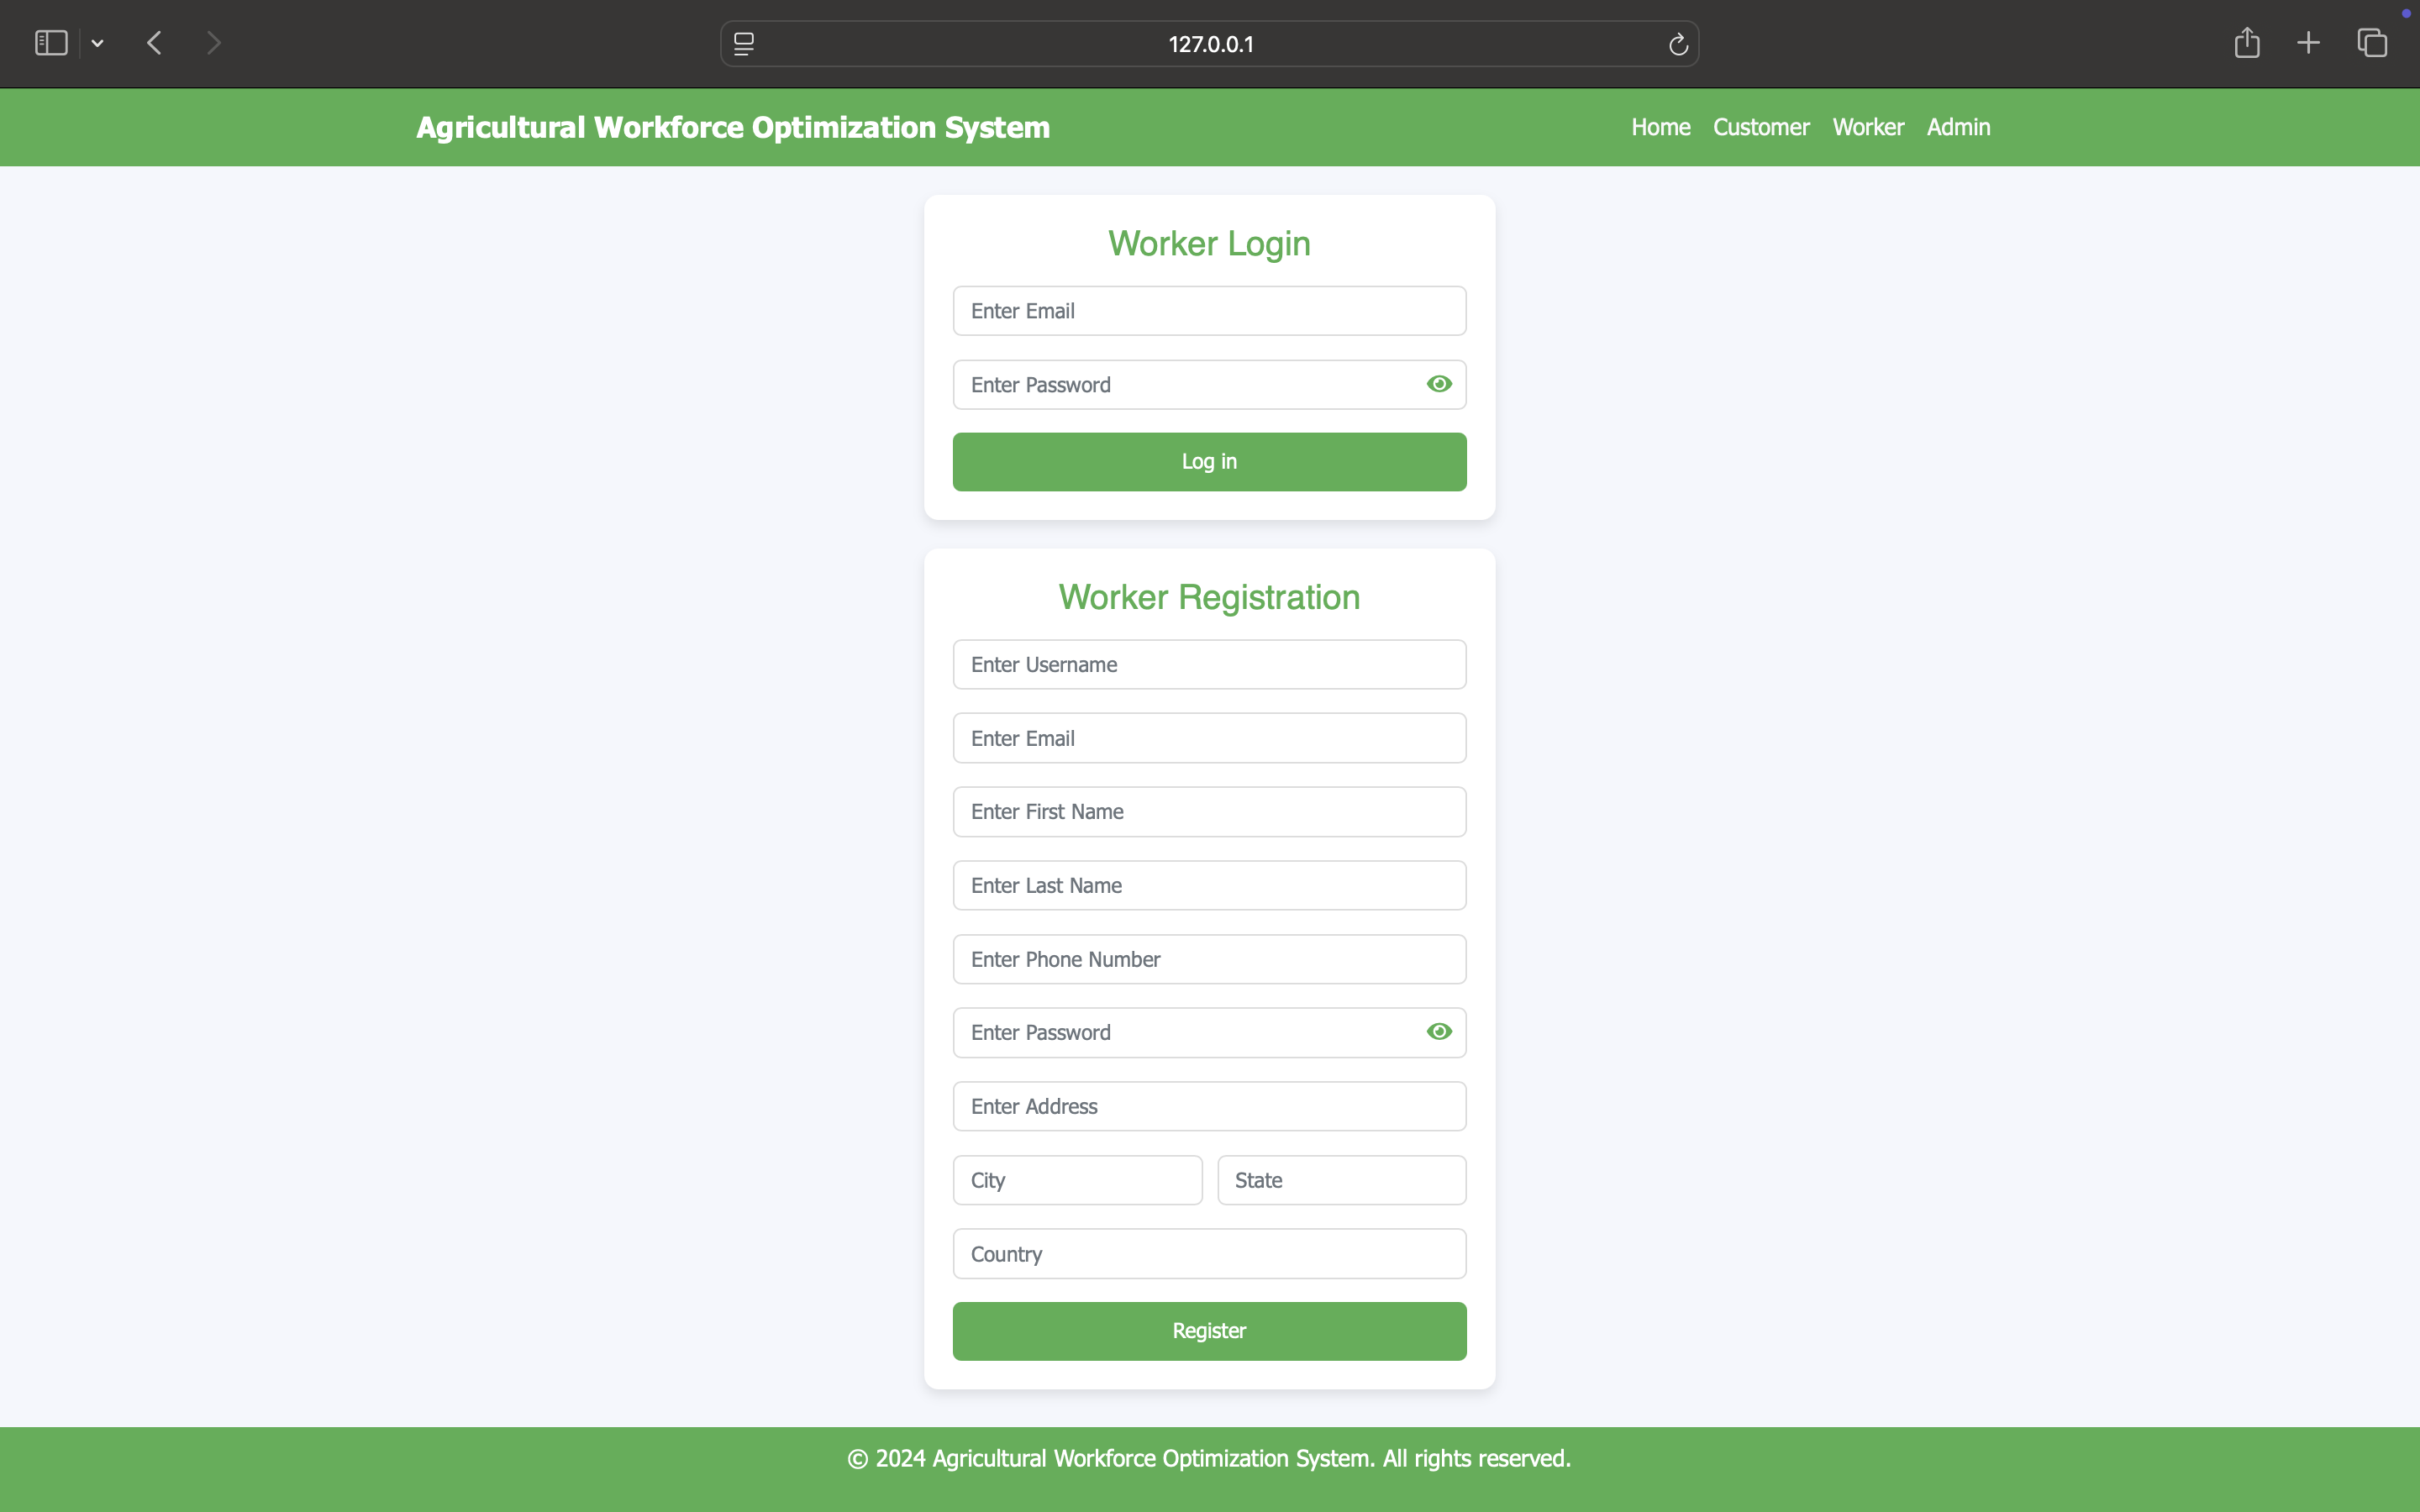 127.0.0.1
Agricultural Workforce Optimization System
Home Customer Worker Admin
Worker Login
Enter Email
Enter Password
Log in
Worker Registration
Enter Username
Enter Email
Enter First Name
Enter Last Name
Enter Phone Number
Enter Password
Enter Address
City State
Country
Register
© 2024 Agricultural Workforce Optimization System. All rights reserved.